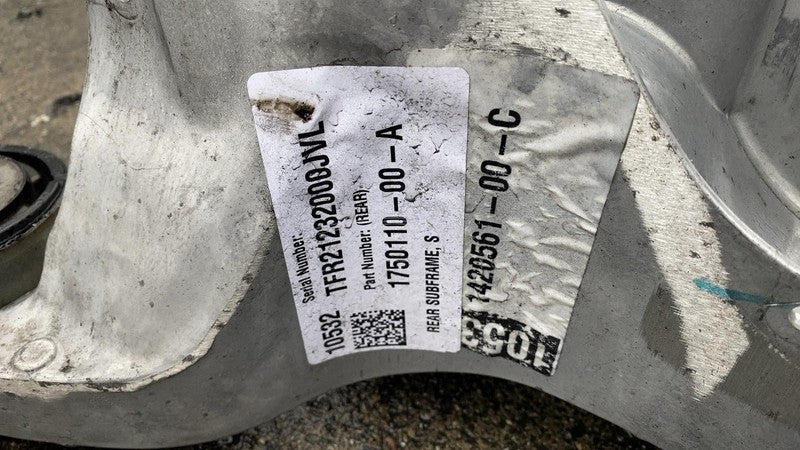 Serial Number:
10532 TFR21232000JVL
Part Number: (REAR)
1750110-00-A
REAR SUBFRAME, S
1420561-00-C
1053